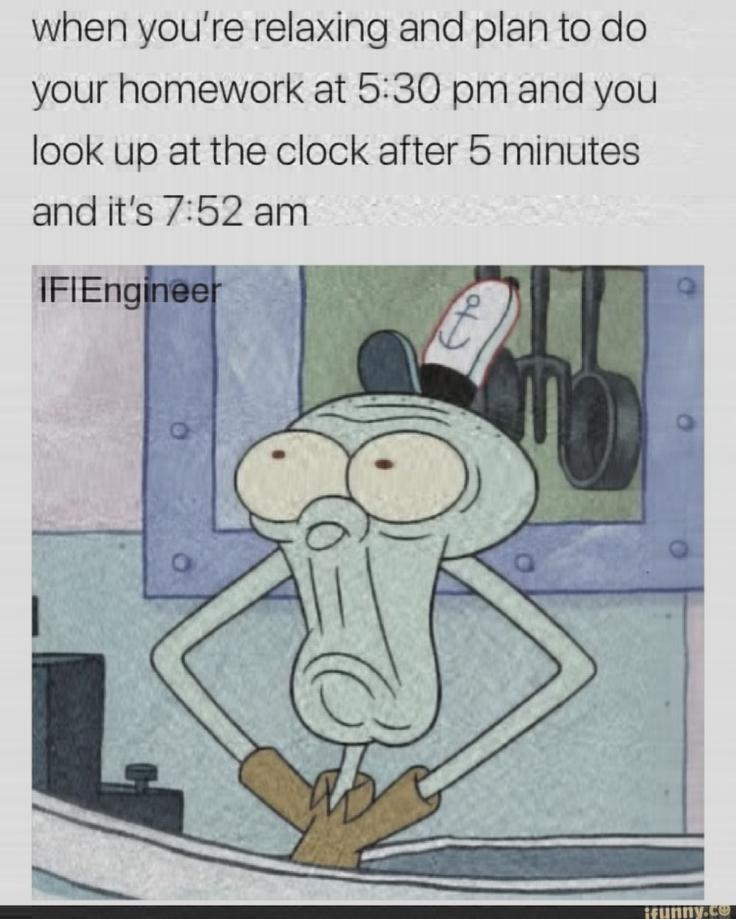 when you're relaxing and plan to do
your homework at 5:30 pm and you
look up at the clock after 5 minutes
and it's 7:52 am
IFIEngineer
ifunny.co